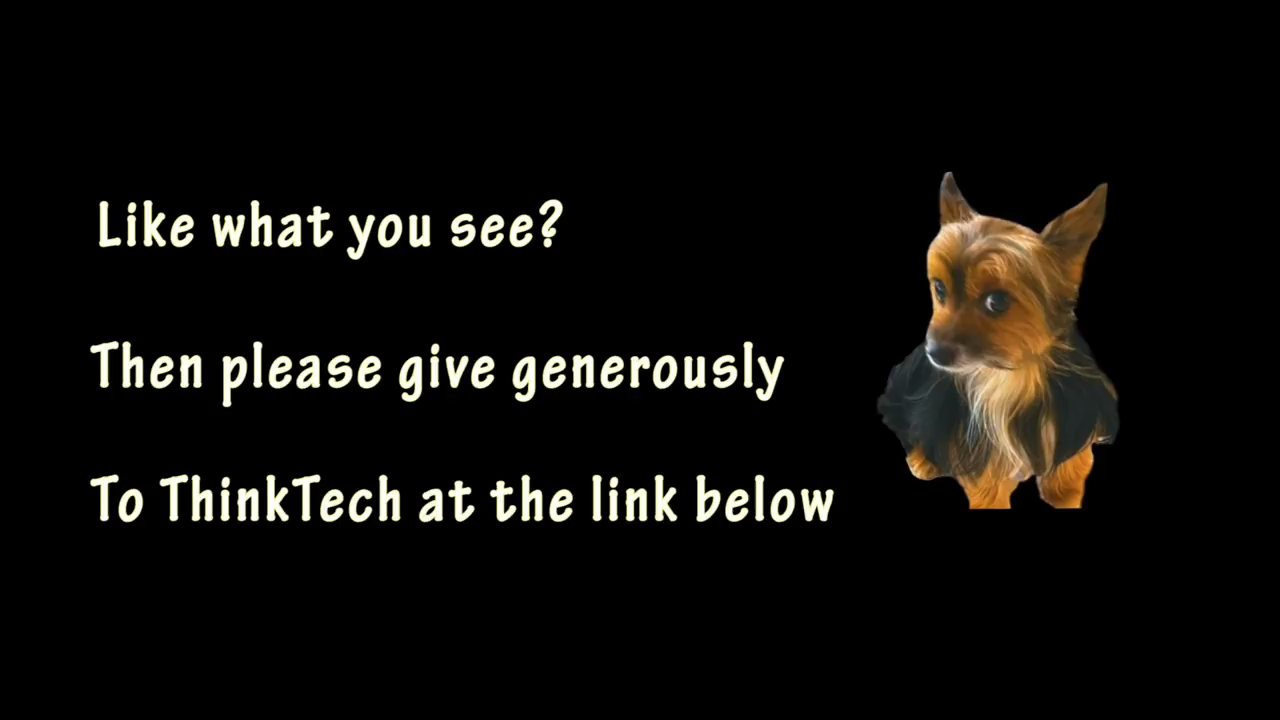 Like what you see?
Then please give generously
To ThinkTech at the link below